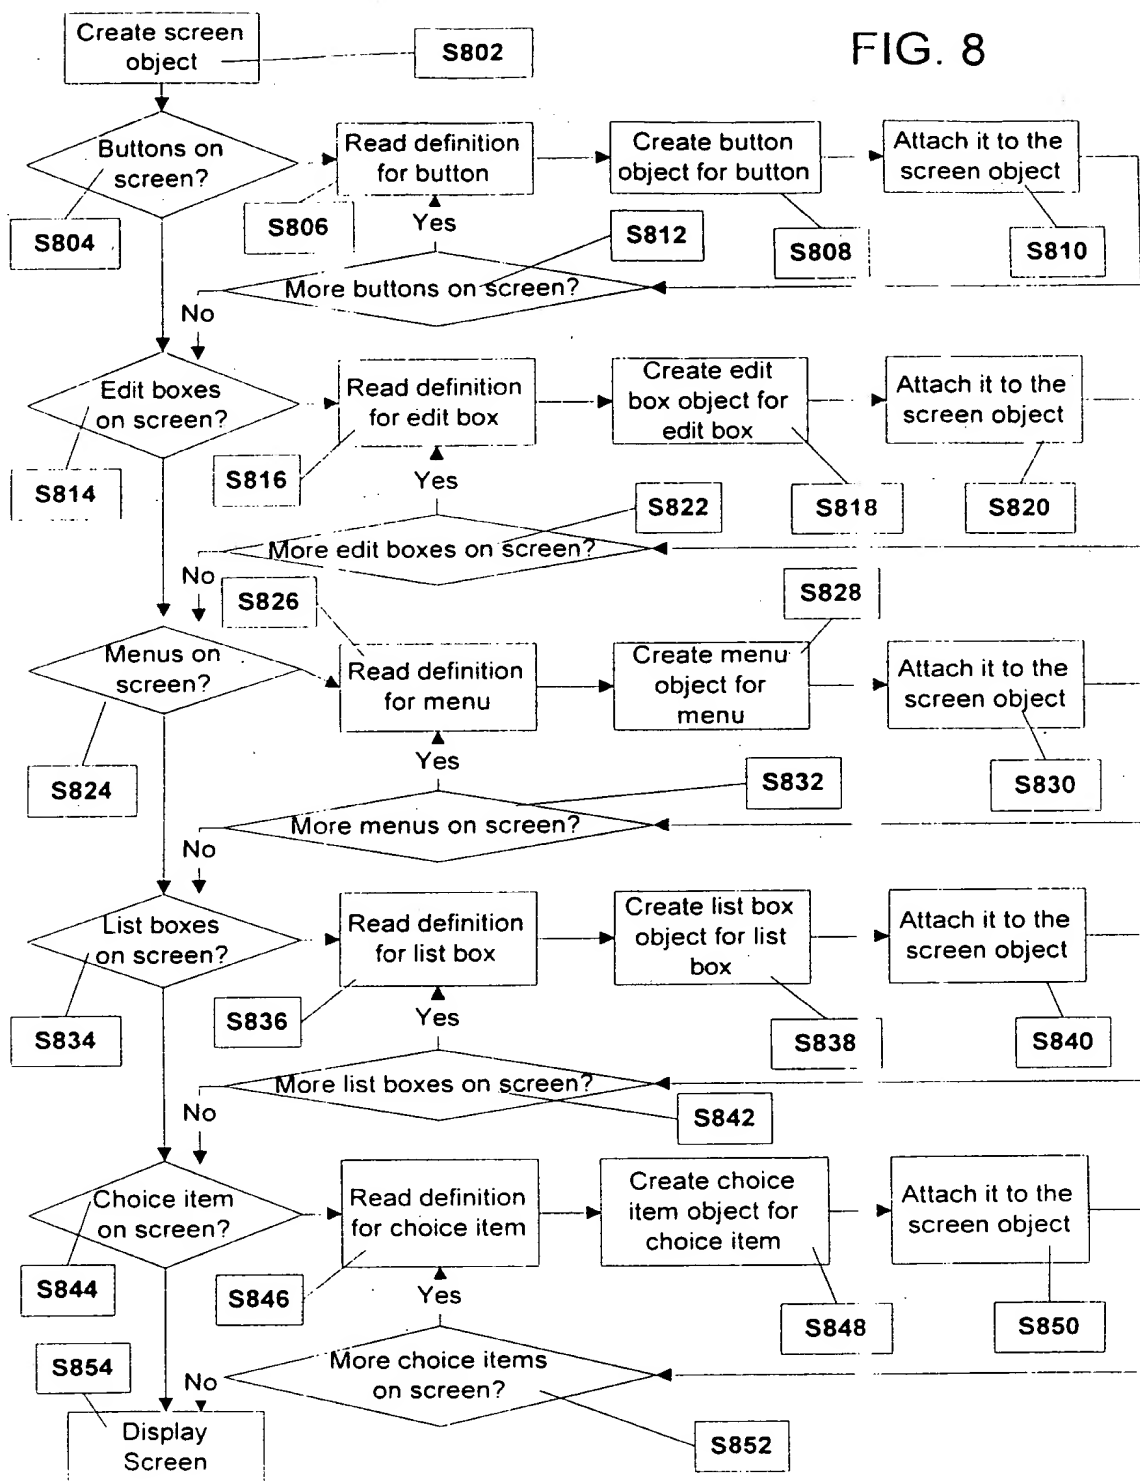 FIG. 8
Create screen
object
S802
Buttons on
screen?
S804
Read definition
for button
S806
Create button
object for button
S808
Attach it to the
screen object
S810
Yes
S812
More buttons on screen?
No
Edit boxes
on screen?
S814
Read definition
for edit box
S816
Create edit
box object for
edit box
S818
Attach it to the
screen object
S820
Yes
S822
More edit boxes on screen?
No
S826
S828
Menus on
screen?
S824
Read definition
for menu
Create menu
object for
menu
Attach it to the
screen object
S830
Yes
S832
More menus on screen?
No
List boxes
on screen?
S834
Read definition
for list box
S836
Create list box
object for list
box
S838
Attach it to the
screen object
S840
Yes
More list boxes on screen?
S842
No
Choice item
on screen?
S844
Read definition
for choice item
S846
Create choice
item object for
choice item
S848
Attach it to the
screen object
S850
Yes
More choice items
on screen?
S852
No
S854
Display
Screen